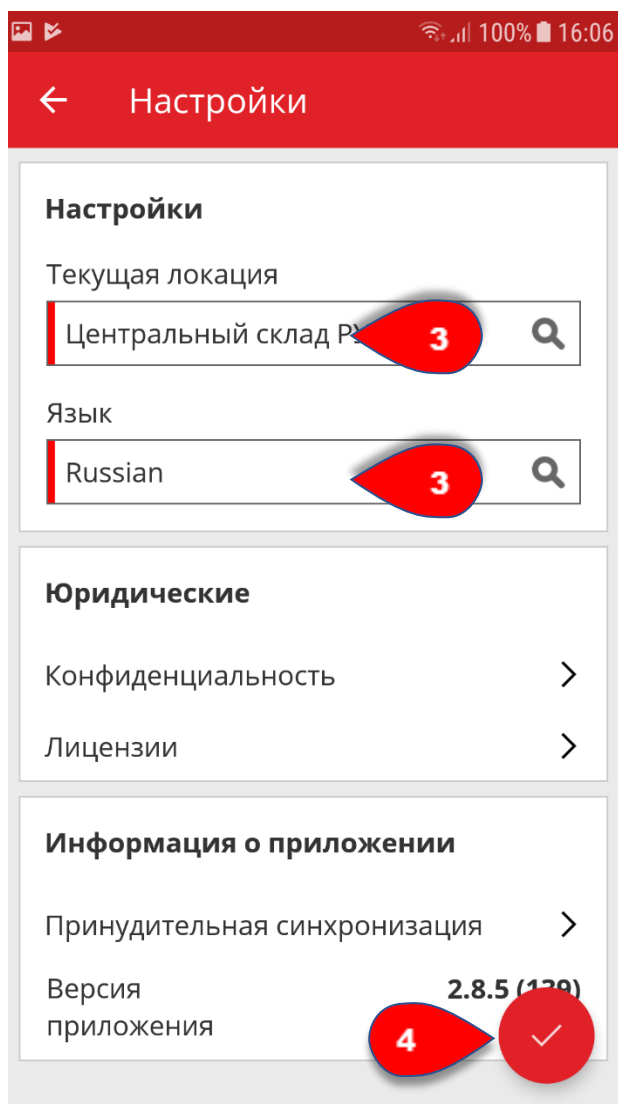 100% 16:06
Настройки
Настройки
Текущая локация
Центральный склад
3
Язык
Russian
3
Юридические
Конфиденциальность
Лицензии
Информация о приложении
Принудительная синхронизация
Версия
приложения
2.8.5 (139)
4